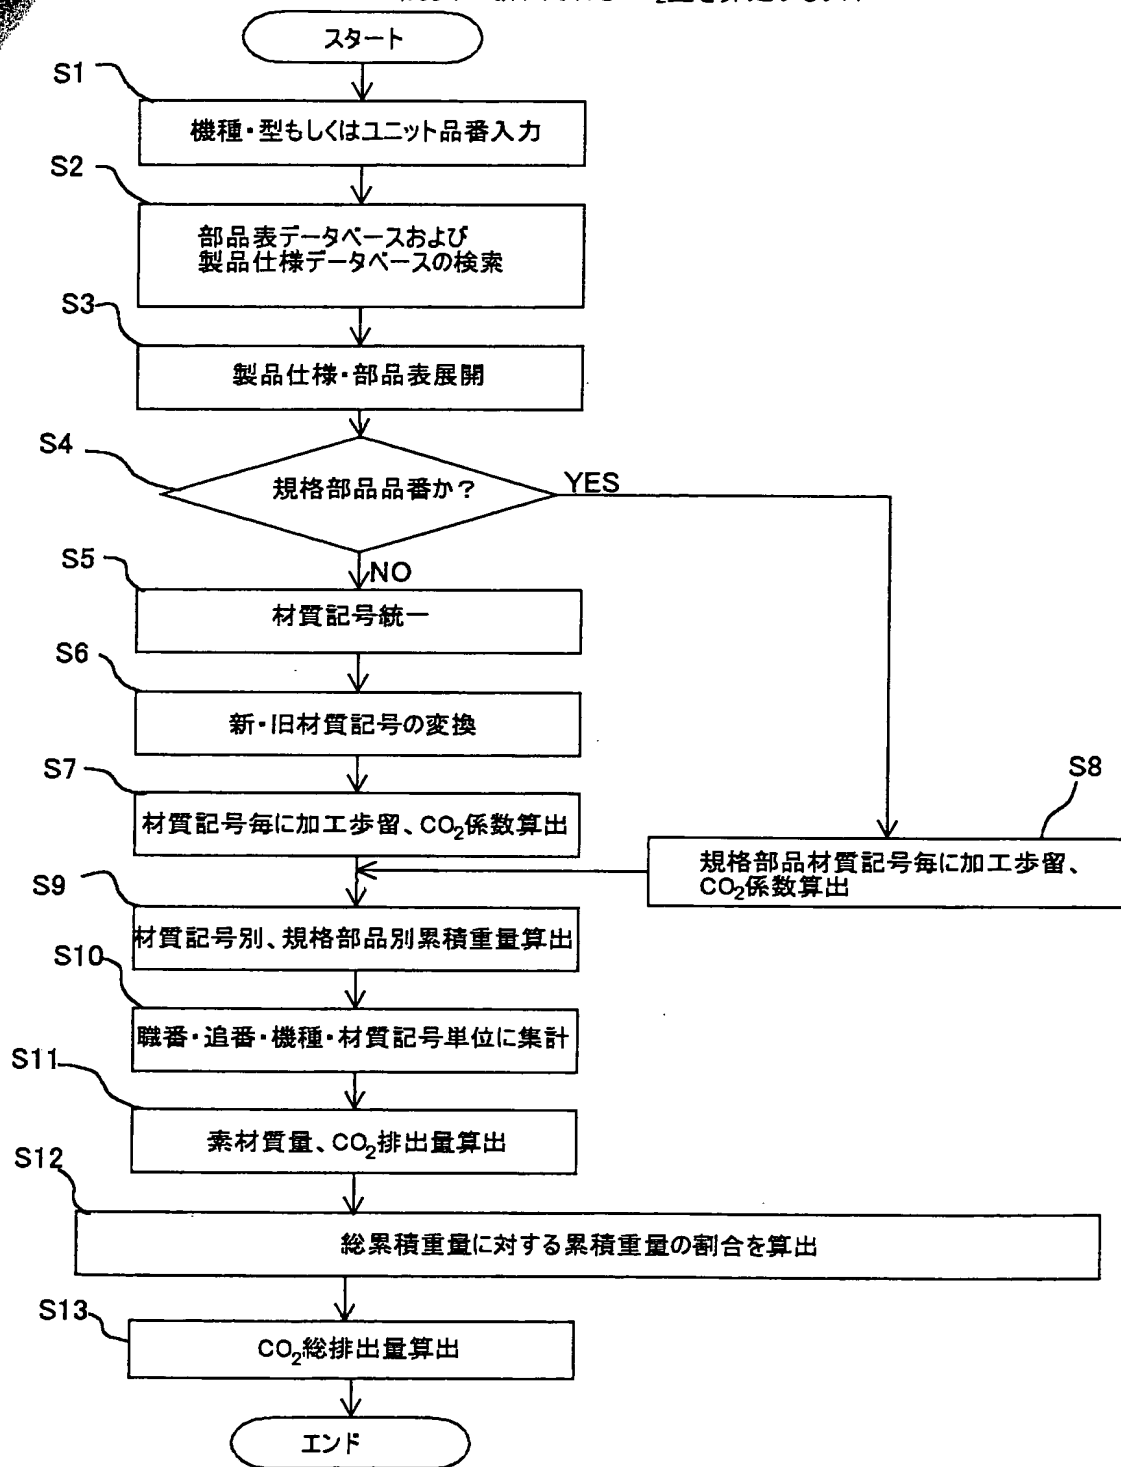 スタート
S1
機種・型もしくはユニット品番入力
S2
部品表データベースおよび
製品仕様データベースの検索
S3
製品仕様・部品表展開
S4
規格部品品番か？
YES
NO
S5
材質記号統一
S6
新・旧材質記号の変換
S7
材質記号毎に加工歩留、CO₂係数算出
S8
規格部品材質記号毎に加工歩留、
CO₂係数算出
S9
材質記号別、規格部品別累積重量算出
S10
職番・追番・機種・材質記号単位に集計
S11
素材質量、CO₂排出量算出
S12
総累積重量に対する累積重量の割合を算出
S13
CO₂総排出量算出
エンド